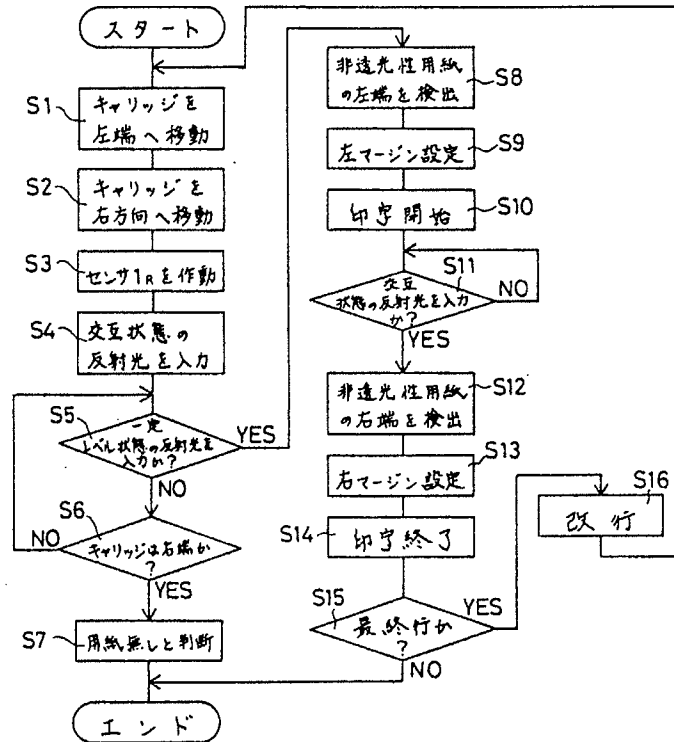 スタート
S1
キャリッジを
左端へ移動
S2
キャリッジを
右方向へ移動
S3
センサ1Rを作動
S4
交互状態の
反射光を入力
S5
一定
レベル状態の反射光を
入力か?
YES
NO
S6
キャリッジは右端か
?
NO
YES
S7
用紙無しと判断
エンド
S8
非透光性用紙
の左端を検出
S9
左マージン設定
S10
印字開始
S11
交互
状態の反射光を入力
か?
NO
YES
S12
非透光性用紙
の右端を検出
S13
右マージン設定
S14
印字終了
S15
最終行か
?
YES
NO
S16
改行